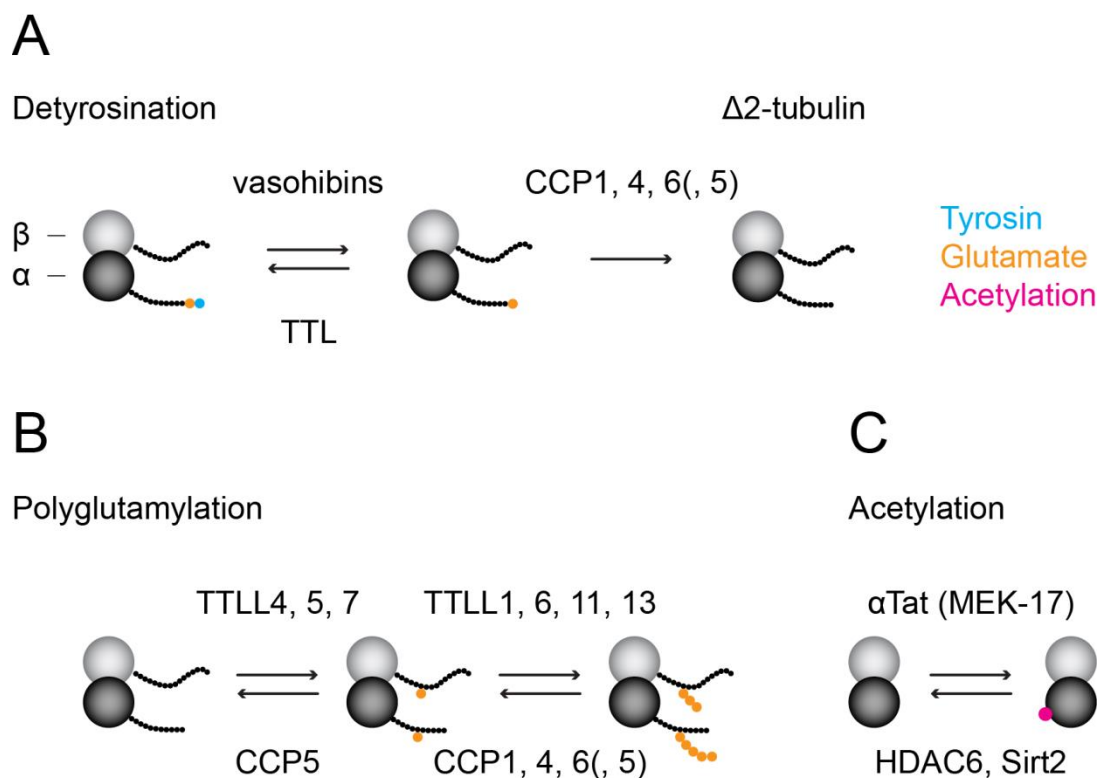 A
Detyrosination
Δ2-tubulin
vasohibins
CCP1, 4, 6(, 5)
β
α
TTL
Tyrosin
Glutamate
Acetylation
B
C
Polyglutamylation
Acetylation
TTLL4, 5, 7
TTLL1, 6, 11, 13
αTat (MEK-17)
CCP5
CCP1, 4, 6(, 5)
HDAC6, Sirt2